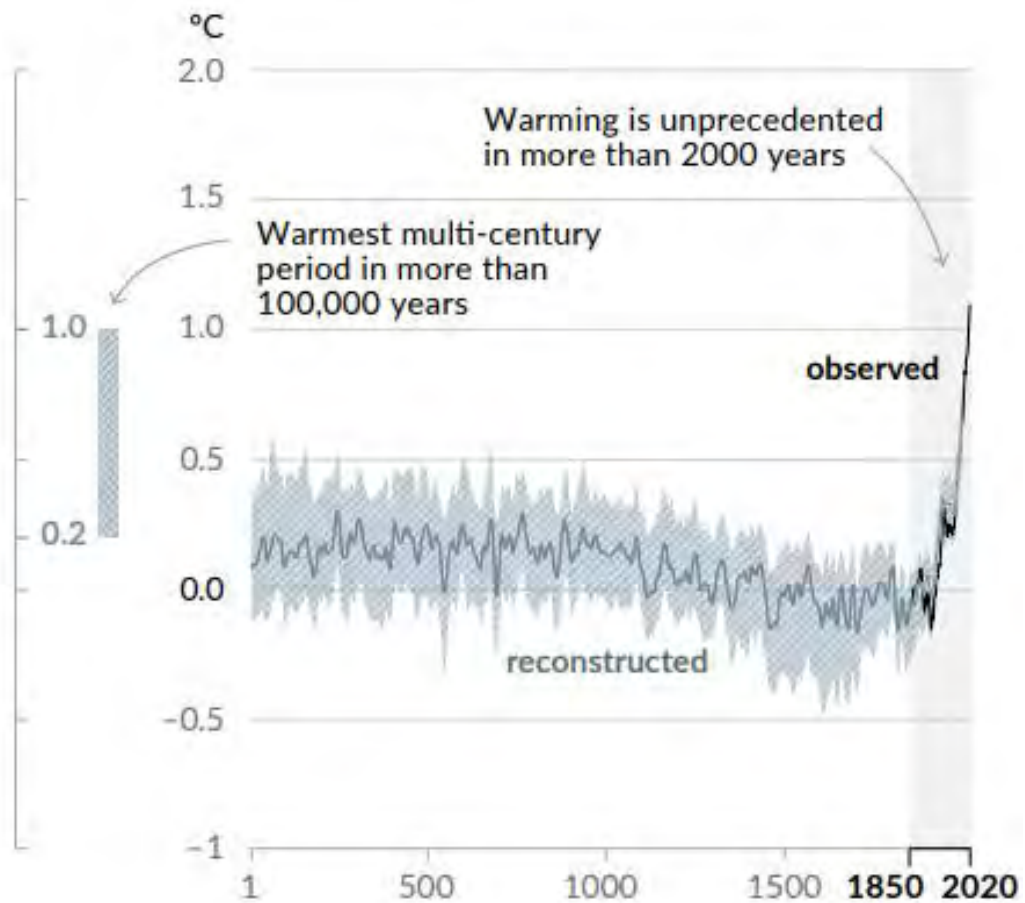 °C
2.0
Warming is unprecedented
in more than 2000 years
1.5
Warmest multi-century
period in more than
100,000 years
1.0
1.0
observed
0.5
0.2
0.0
reconstructed
−0.5
−1
1
500
1000
1500
1850
2020